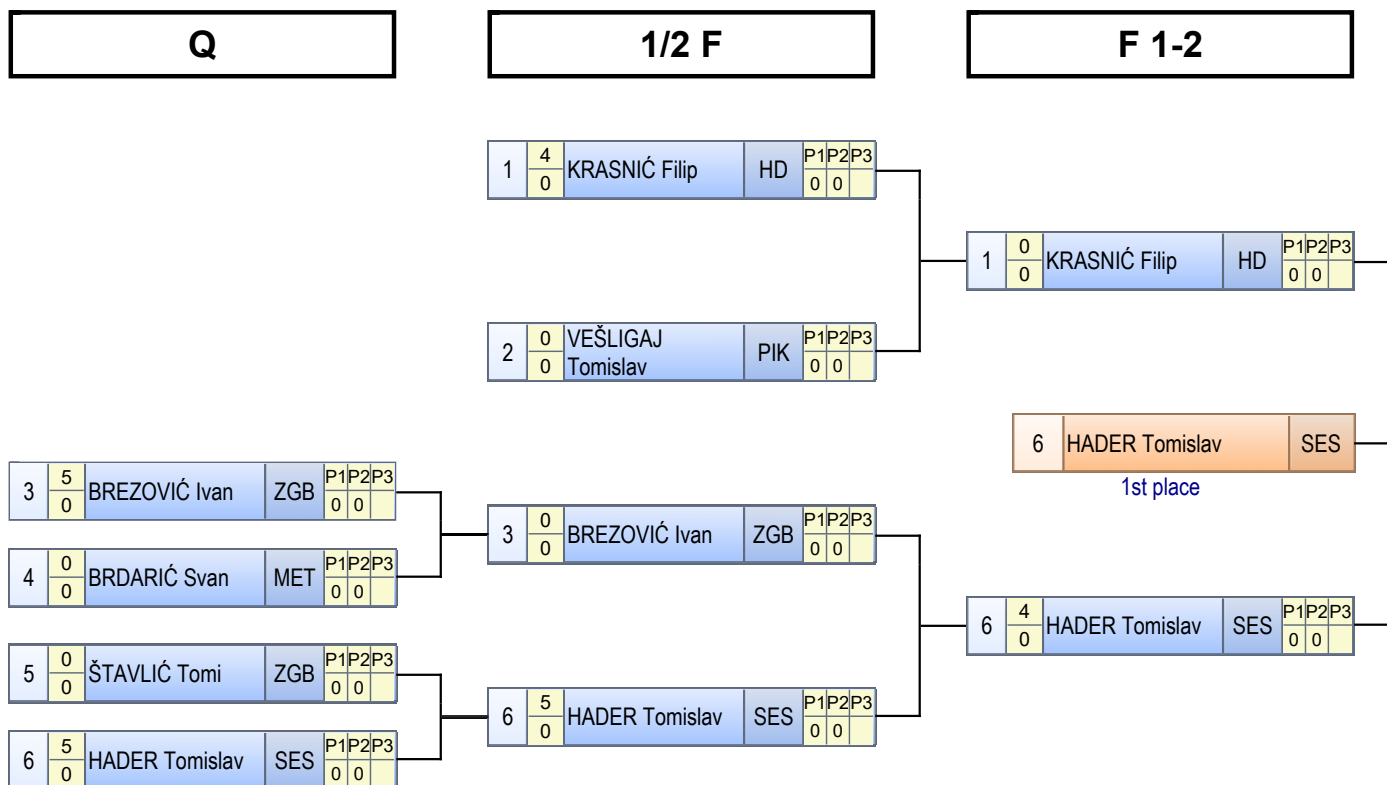 Q
1/2 F
F 1-2
1 4 KRASNIĆ Filip HD P1 P2 P3
0 0 0
1 0 KRASNIĆ Filip HD P1 P2 P3
0 0 0
2 0 VEŠLIGAJ Tomislav PIK P1 P2 P3
0 0 0
6 HADER Tomislav SES
1st place
3 5 BREZOVIĆ Ivan ZGB P1 P2 P3
0 0 0
3 0 BREZOVIĆ Ivan ZGB P1 P2 P3
0 0 0
4 0 BRDARIĆ Svan MET P1 P2 P3
0 0 0
6 4 HADER Tomislav SES P1 P2 P3
0 0 0
5 0 ŠTAVLIĆ Tomi ZGB P1 P2 P3
0 0 0
6 5 HADER Tomislav SES P1 P2 P3
0 0 0
6 5 HADER Tomislav SES P1 P2 P3
0 0 0